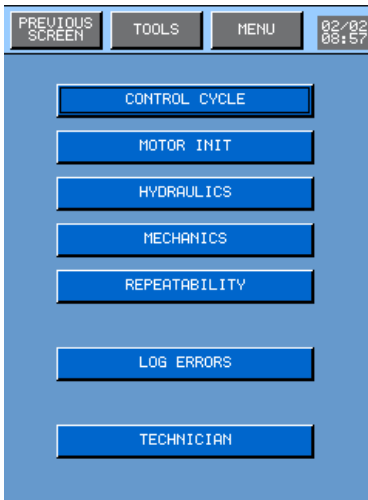 PREVIOUS
SCREEN
TOOLS
MENU
02/02
08:57
CONTROL CYCLE
MOTOR INIT
HYDRAULICS
MECHANICS
REPEATABILITY
LOG ERRORS
TECHNICIAN